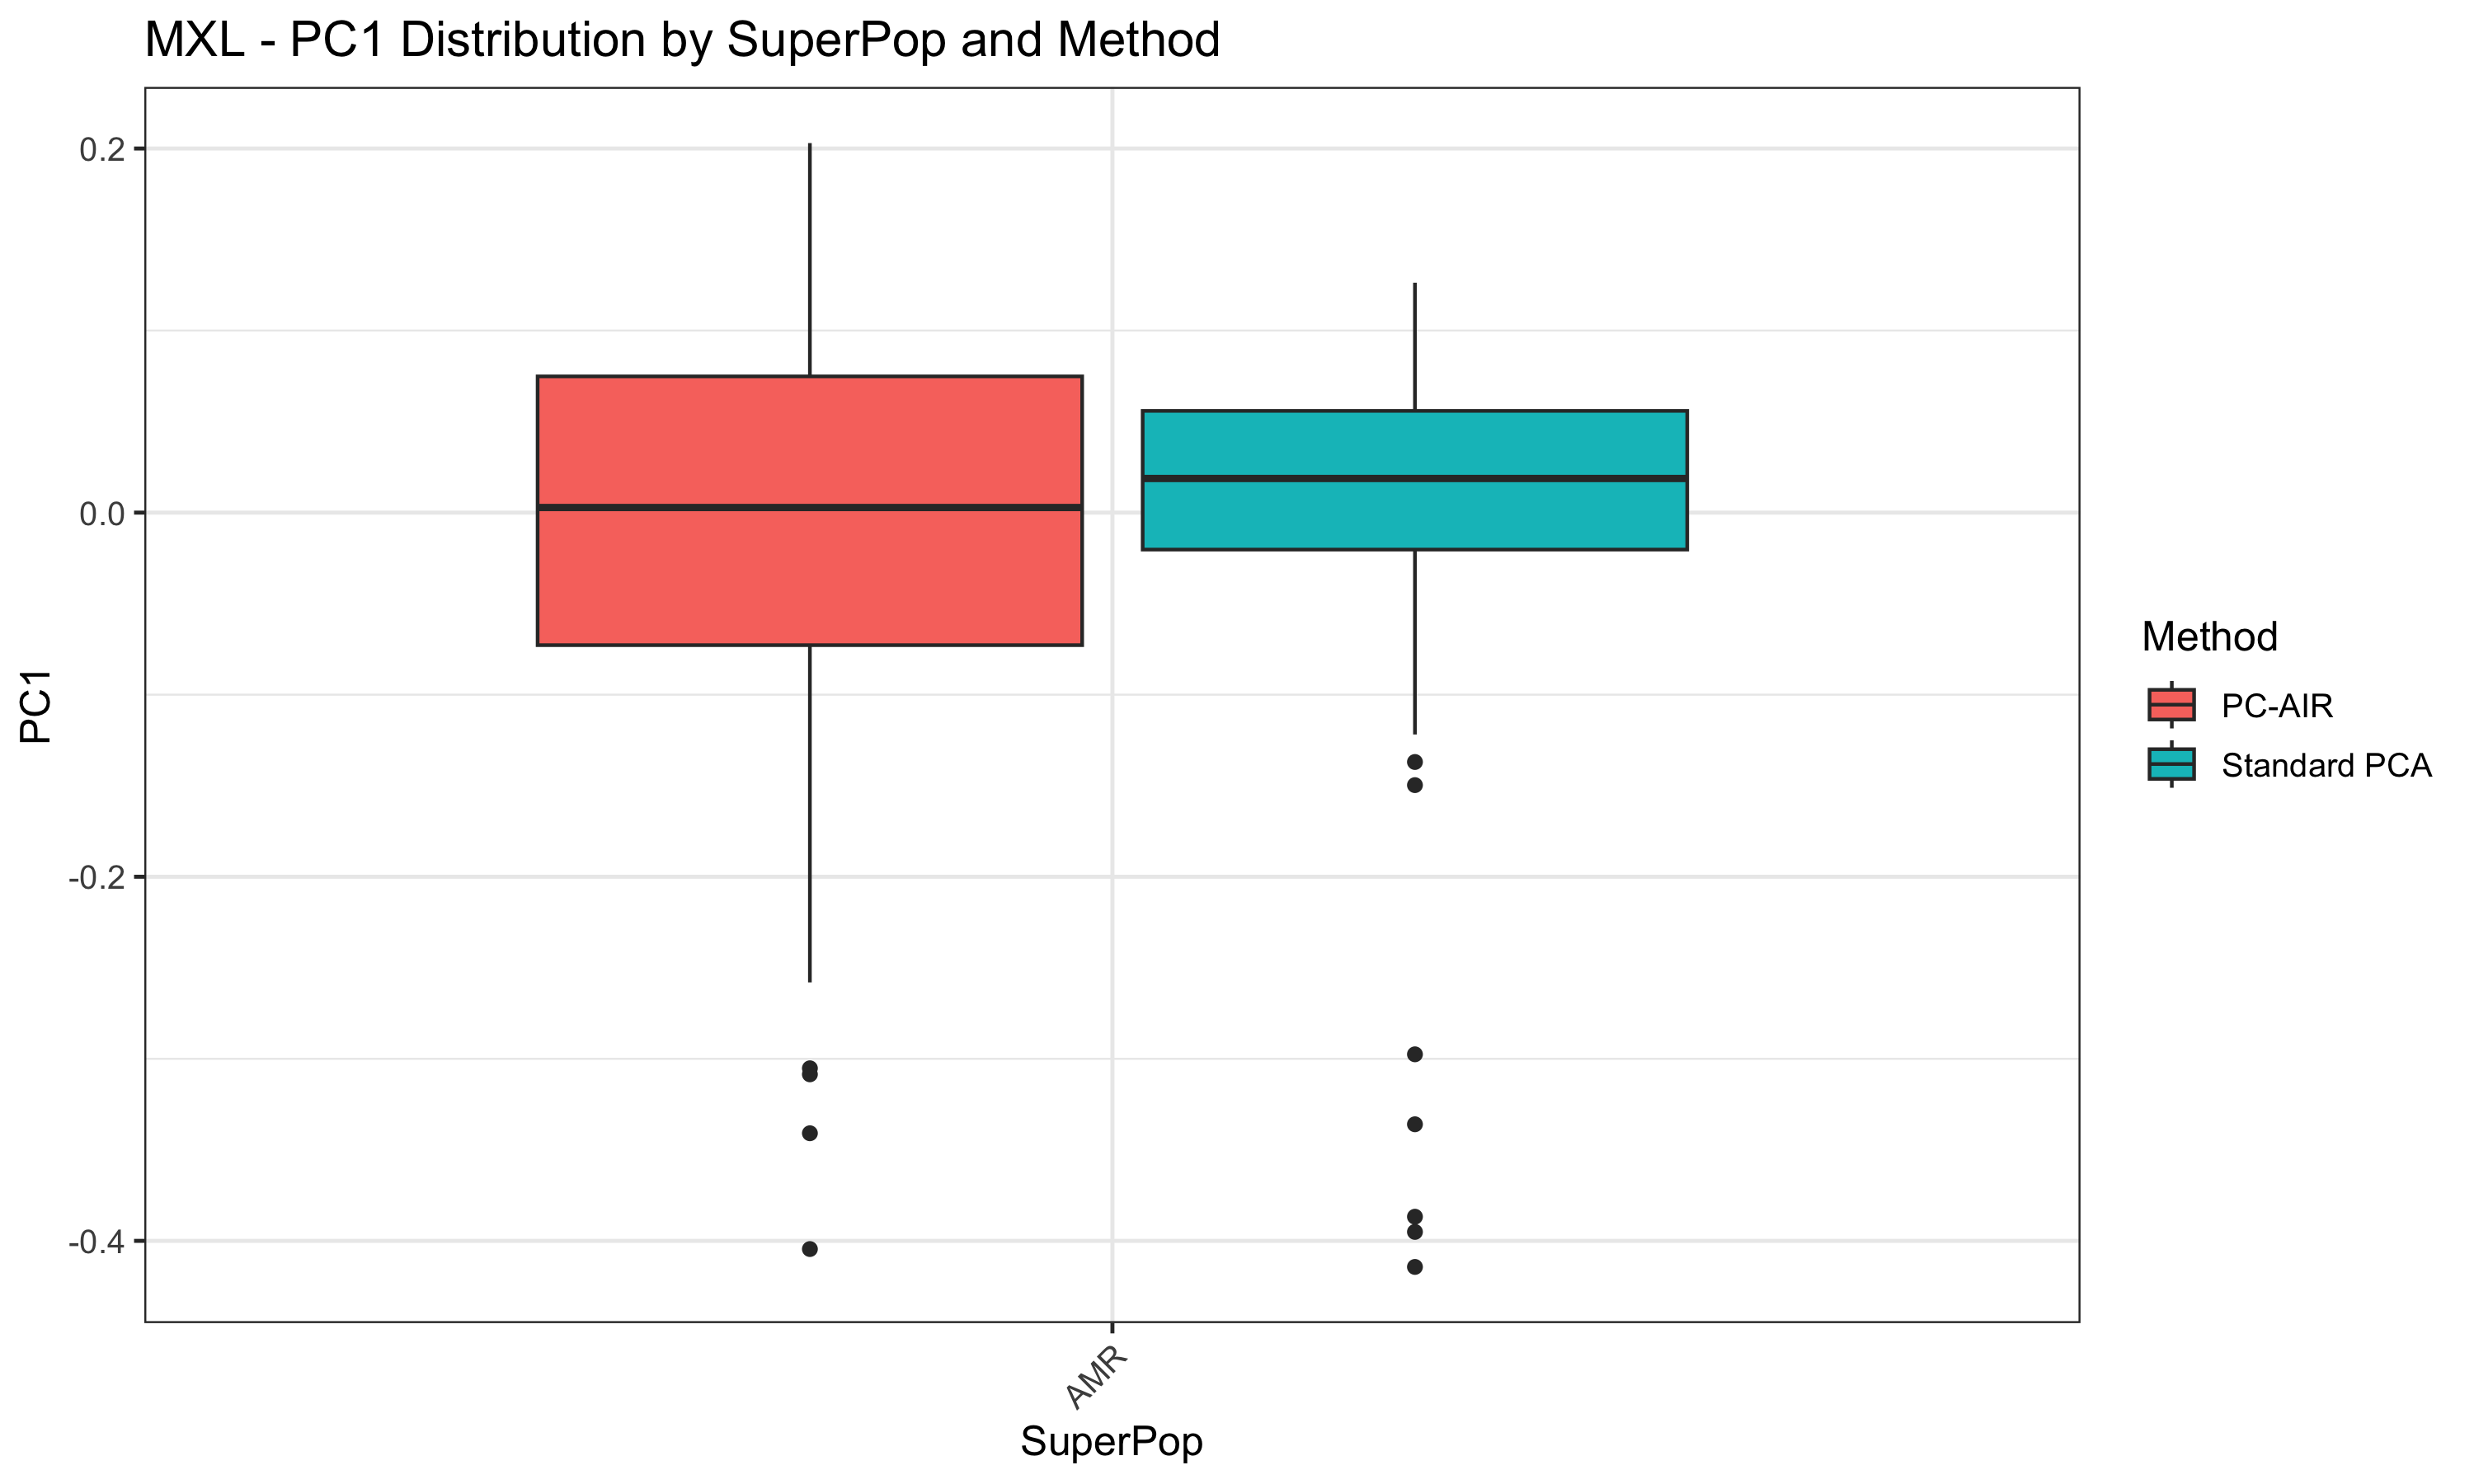 MXL - PC1 Distribution by SuperPop and Method
0.2
0.0
-0.2
-0.4
PC1
AMR
SuperPop
Method
PC-AIR
Standard PCA